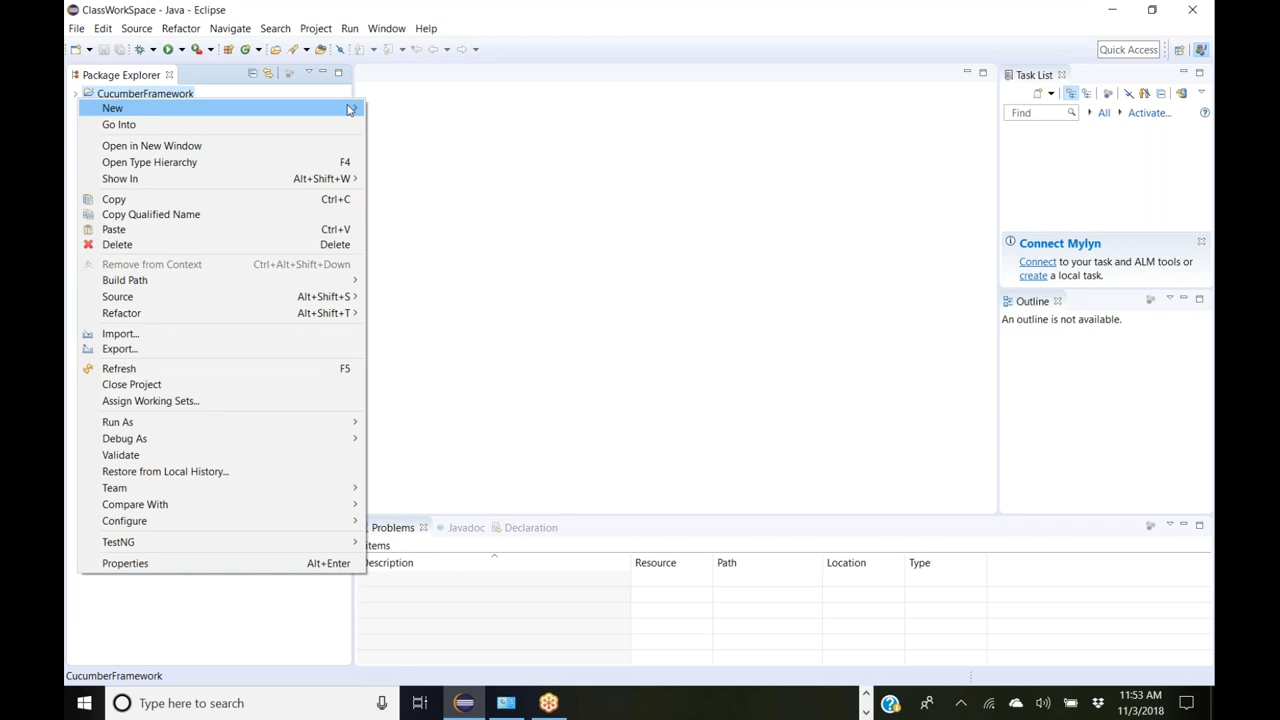 ClassWorkSpace - Java - Eclipse
File Edit Source Refactor Navigate Search Project Run Window Help
Quick Access
Package Explorer
Task List
CucumberFramework
New
Go Into
Find
All
Activate...
Open in New Window
Open Type Hierarchy F4
Show In Alt+Shift+W
Copy Ctrl+C
Copy Qualified Name
Paste Ctrl+V
Delete Delete
Remove from Context Ctrl+Alt+Shift+Down
Build Path
Source Alt+Shift+S
Refactor Alt+Shift+T
Import...
Export...
Refresh F5
Close Project
Assign Working Sets...
Run As
Debug As
Validate
Restore from Local History...
Team
Compare With
Configure
TestNG
Properties Alt+Enter
Connect Mylyn
Connect to your task and ALM tools or
create a local task.
Outline
An outline is not available.
Problems Javadoc Declaration
items
Description Resource Path Location Type
CucumberFramework
Type here to search
11:53 AM
11/3/2018